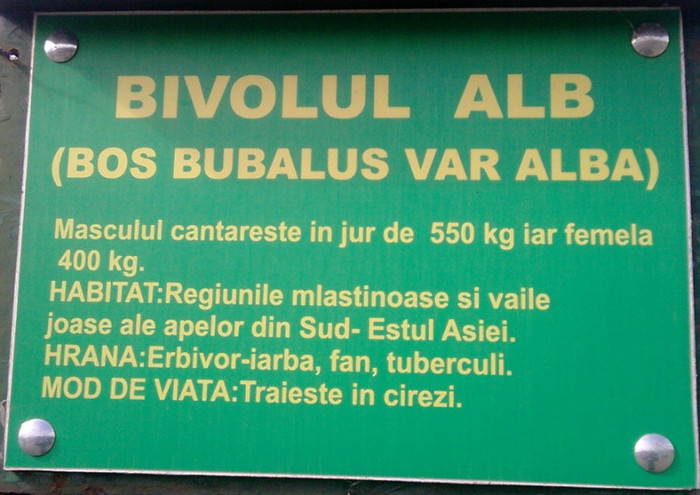 BIVOLUL ALB
(BOS BUBALUS VAR ALBA)
Masculul cantareste in jur de 550 kg iar femela
400 kg.
HABITAT:Regiunile mlastinoase si vaile
joase ale apelor din Sud- Estul Asiei.
HRANA:Erbivor-iarba, fan, tuberculi.
MOD DE VIATA:Traieste in cirezi.